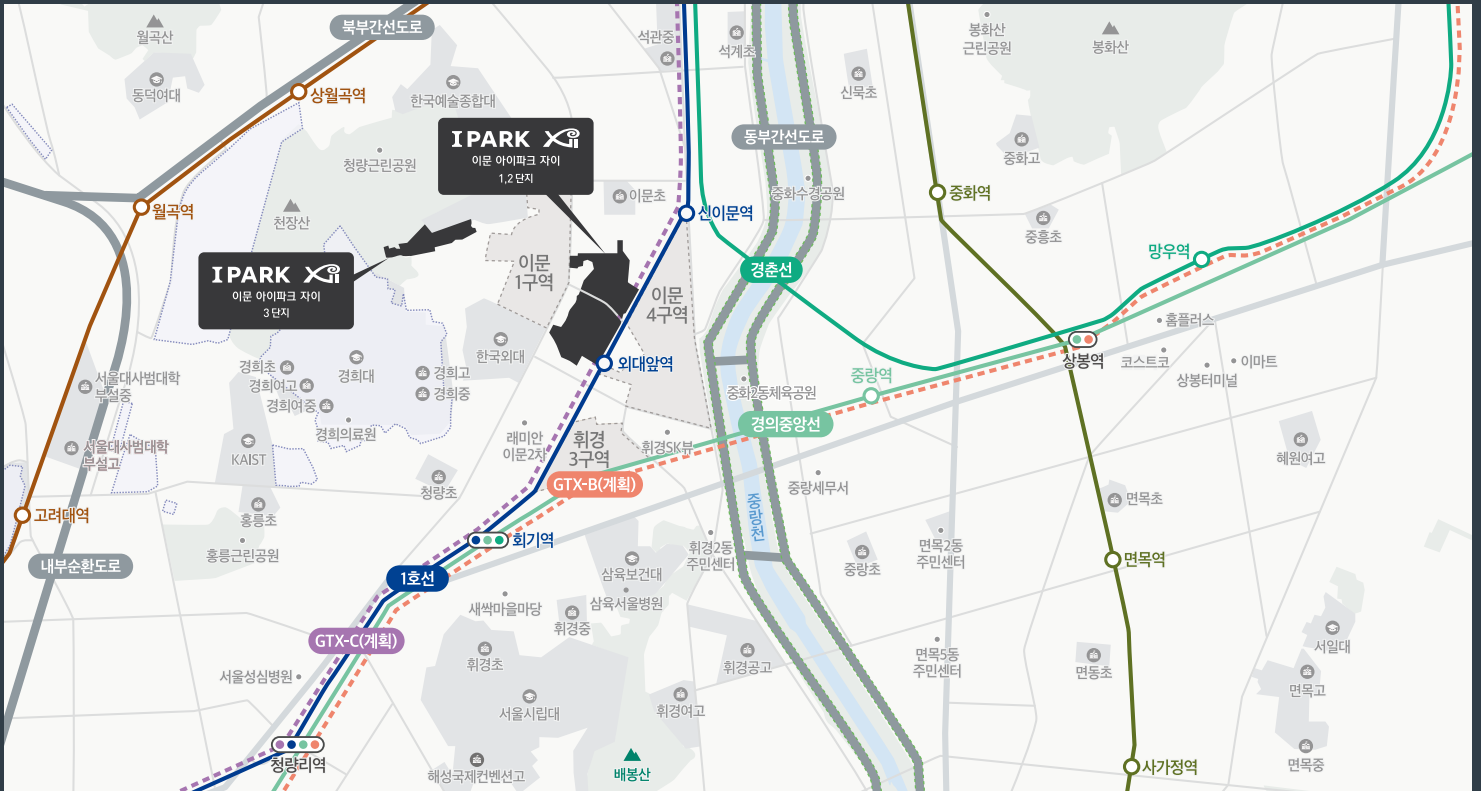 월곡산
북부간선도로
석관중
석계초
봉화산
근린공원
봉화산
동덕여대
상월곡역
한국예술종합대
신묵초
I PARK Xi
이문 아이파크 자이
1,2 단지
동부간선도로
청량근린공원
중화고
이문초
중화수경공원
중화역
월곡역
천장산
신이문역
중흥초
망우역
I PARK Xi
이문 아이파크 자이
3 단지
이문
1구역
경춘선
이문
4구역
홈플러스
한국외대
외대앞역
상봉역
코스트코
이마트
상봉터미널
경희초
경희여고
경희여중
경희대
경희고
경희중
서울대사범대학
부설중
중랑역
중화2동체육공원
경의중앙선
경희의료원
래미안
이문2차
휘경
3구역
휘경SK뷰
서울대사범대학
부설고
KAIST
혜원여고
GTX-B(계획)
청량초
중랑세무서
중랑천
면목초
고려대역
홍릉초
홍릉근린공원
회기역
휘경2동
주민센터
중랑초
면목2동
주민센터
면목역
내부순환도로
1호선
삼육보건대
삼육서울병원
새싹마을마당
휘경중
GTX-C(계획)
서울성심병원
휘경초
휘경공고
면목5동
주민센터
면동초
서일대
면목고
서울시립대
휘경여고
청량리역
해성국제컨벤션고
배봉산
사가정역
면목중